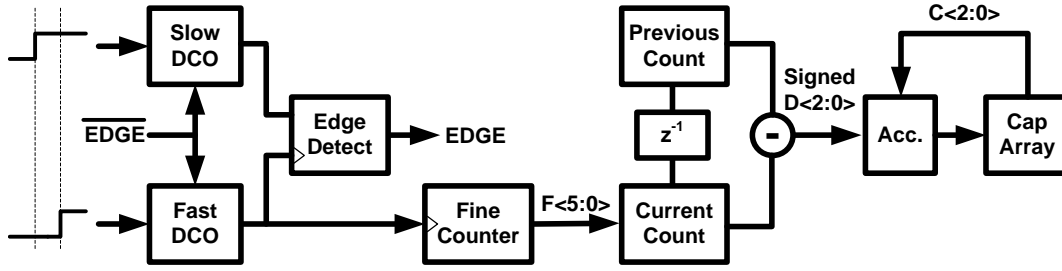 Slow
DCO
EDGE
Fast
DCO
Edge
Detect
EDGE
Fine
Counter
F<5:0>
Previous
Count
z⁻¹
Current
Count
-
Signed
D<2:0>
Acc.
C<2:0>
Cap
Array